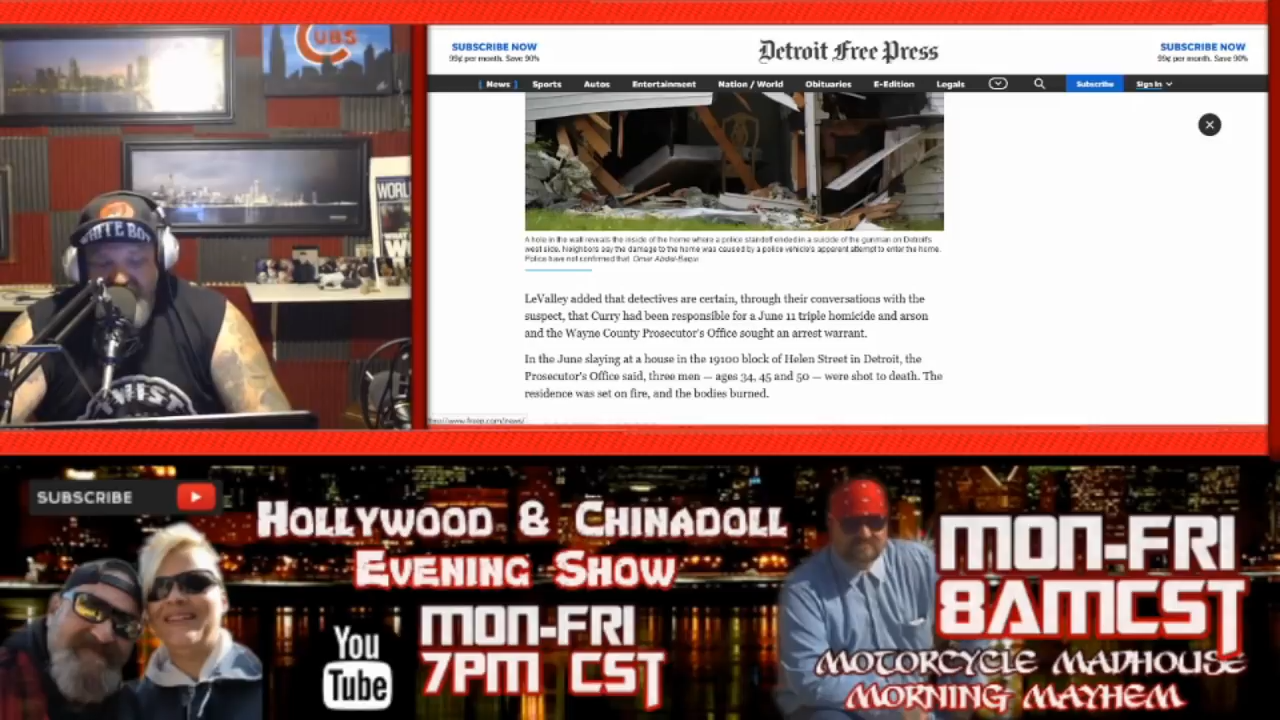 CUBS
WORL
WHITE BOY
SUBSCRIBE NOW
99¢ per month. Save 90%
Detroit Free Press
SUBSCRIBE NOW
99¢ per month. Save 90%
News Sports Autos Entertainment Nation / World Obituaries E-Edition Legals Subscribe Sign In
A hole in the wall reveals the inside of the home where a police standoff ended in a suicide of the gunman on Detroit's
west side. Neighbors say the damage to the home was caused by a police vehicle's apparent attempt to enter the home.
Police have not confirmed that. Omar Abdel-Baqui
LeValley added that detectives are certain, through their conversations with the
suspect, that Curry had been responsible for a June 11 triple homicide and arson
and the Wayne County Prosecutor's Office sought an arrest warrant.
In the June slaying at a house in the 19100 block of Helen Street in Detroit, the
Prosecutor's Office said, three men — ages 34, 45 and 50 — were shot to death. The
residence was set on fire, and the bodies burned.
SUBSCRIBE
Hollywood & Chinadoll
Evening Show
You
Tube
MON-FRI
7PM CST
MON-FRI
8AMCST
MOTORCYCLE MADHOUSE
MORNING MAYHEM